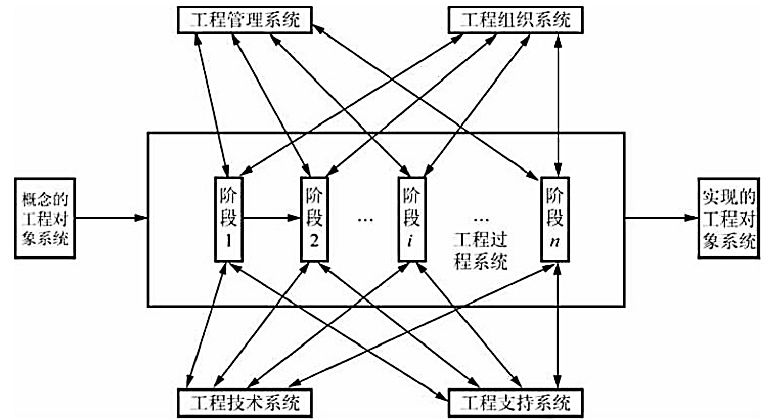 工程管理系统
工程组织系统
概念的
工程对
象系统
阶
段
1
阶
段
2
...
阶
段
i
...
工程过
程系统
阶
段
n
实现的
工程对
象系统
工程技术系统
工程支持系统